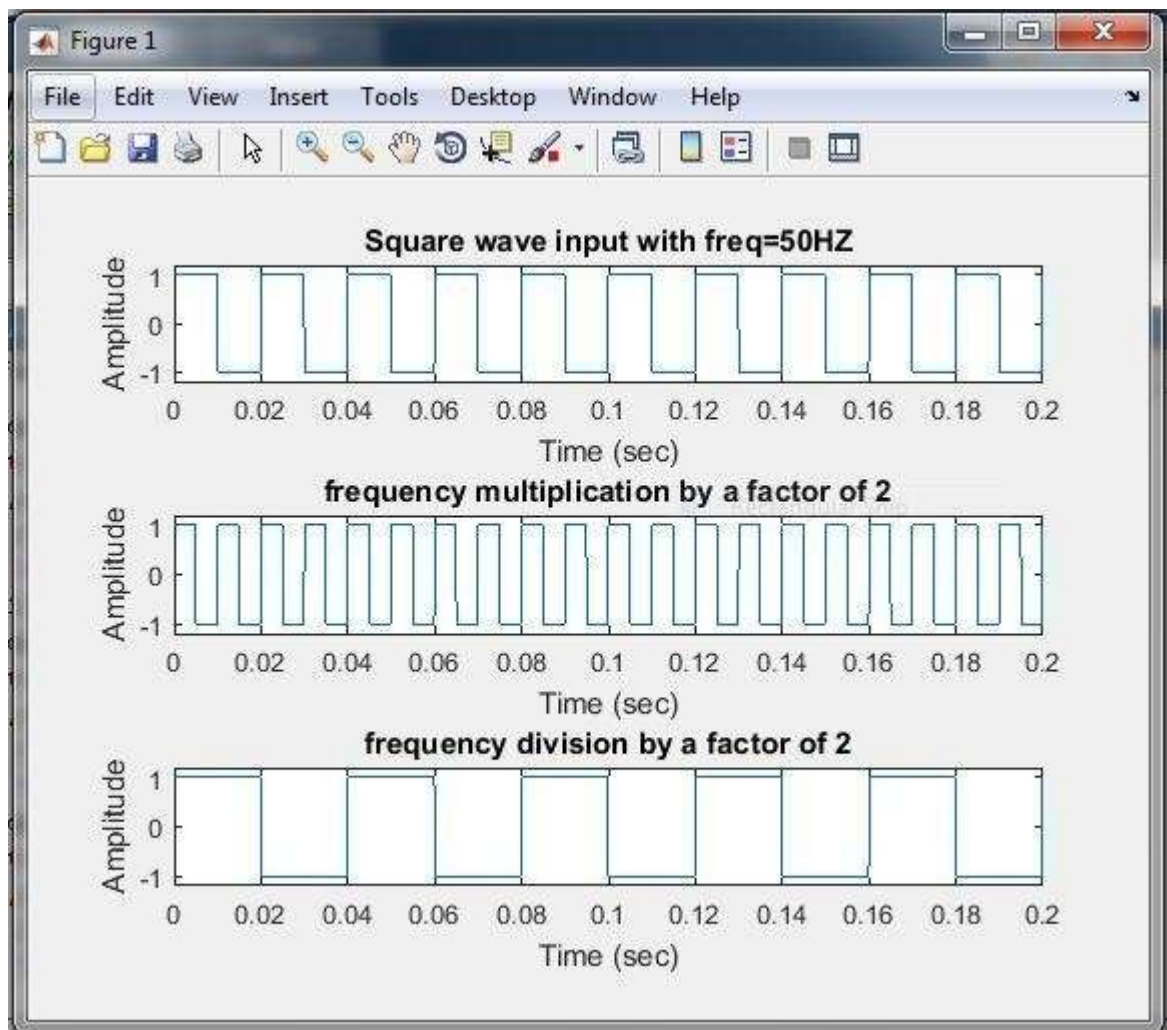 Figure 1
File Edit View Insert Tools Desktop Window Help
Square wave input with freq=50HZ
Amplitude
1
0
-1
0 0.02 0.04 0.06 0.08 0.1 0.12 0.14 0.16 0.18 0.2
Time (sec)
frequency multiplication by a factor of 2
Rectangular Snip
Amplitude
1
0
-1
0 0.02 0.04 0.06 0.08 0.1 0.12 0.14 0.16 0.18 0.2
Time (sec)
frequency division by a factor of 2
Amplitude
1
0
-1
0 0.02 0.04 0.06 0.08 0.1 0.12 0.14 0.16 0.18 0.2
Time (sec)